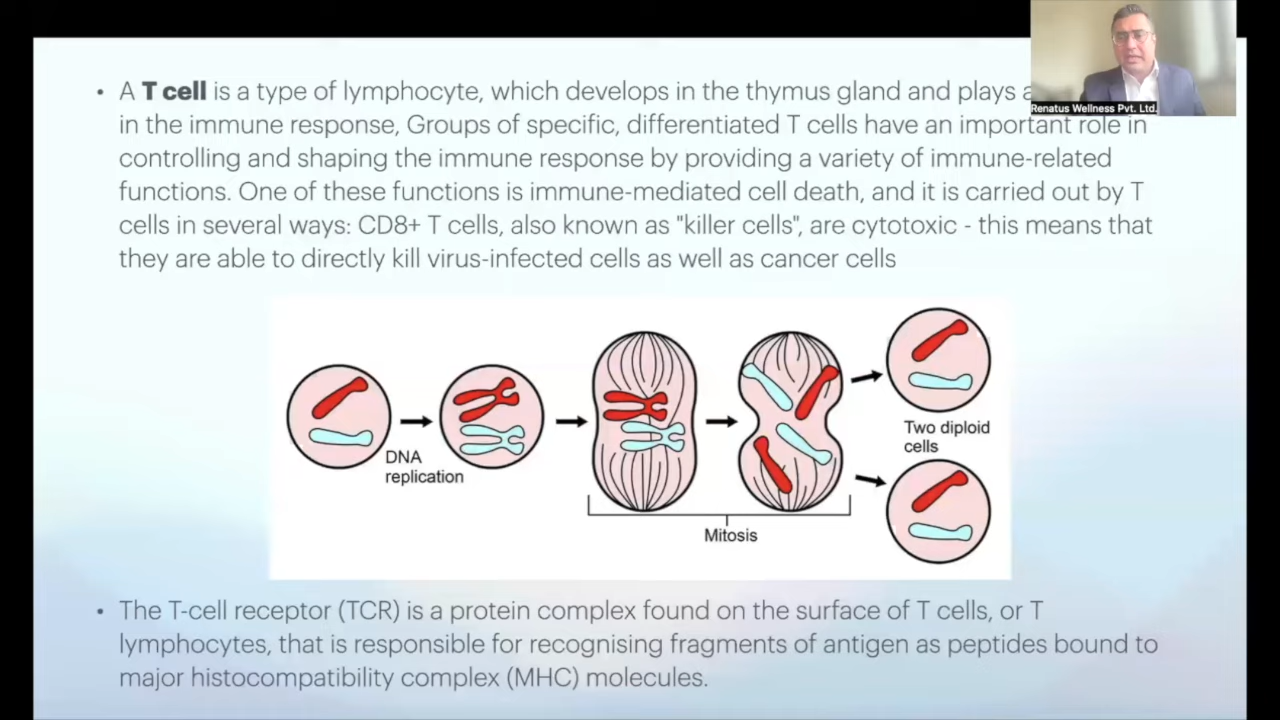 • A T cell is a type of lymphocyte, which develops in the thymus gland and plays
in the immune response, Groups of specific, differentiated T cells have an important role in
controlling and shaping the immune response by providing a variety of immune-related
functions. One of these functions is immune-mediated cell death, and it is carried out by T
cells in several ways: CD8+ T cells, also known as "killer cells", are cytotoxic - this means that
they are able to directly kill virus-infected cells as well as cancer cells
Renatus Wellness Pvt. Ltd.
DNA
replication
Mitosis
Two diploid
cells
• The T-cell receptor (TCR) is a protein complex found on the surface of T cells, or T
lymphocytes, that is responsible for recognising fragments of antigen as peptides bound to
major histocompatibility complex (MHC) molecules.